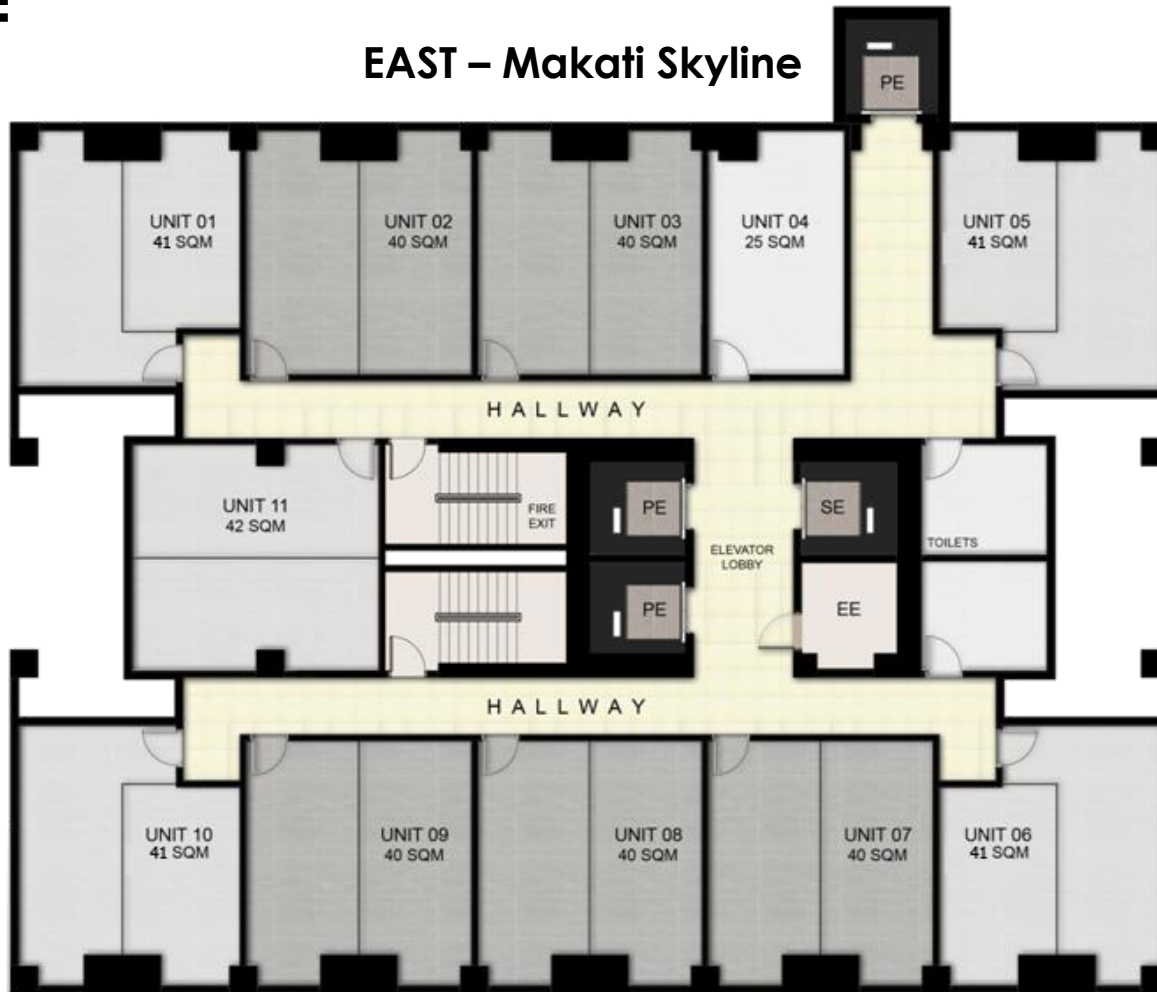 EAST – Makati Skyline
PE
UNIT 01
41 SQM
UNIT 02
40 SQM
UNIT 03
40 SQM
UNIT 04
25 SQM
UNIT 05
41 SQM
HALLWAY
UNIT 11
42 SQM
FIRE
EXIT
PE
SE
ELEVATOR
LOBBY
TOILETS
PE
EE
HALLWAY
UNIT 10
41 SQM
UNIT 09
40 SQM
UNIT 08
40 SQM
UNIT 07
40 SQM
UNIT 06
41 SQM